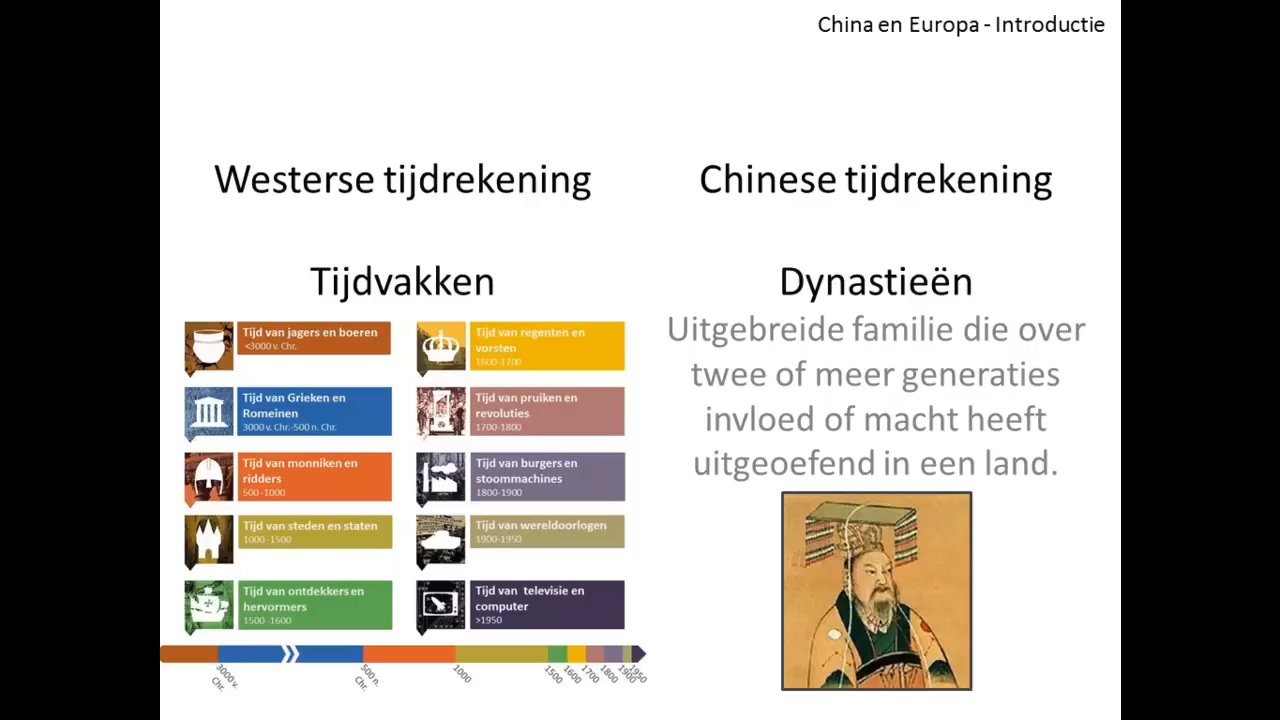 China en Europa - Introductie
Westerse tijdrekening
Tijdvakken
Tijd van jagers en boeren
<3000 v. Chr.
Tijd van Grieken en
Romeinen
3000 v. Chr.-500 n. Chr.
Tijd van monniken en
ridders
500 -1000
Tijd van steden en staten
1000 -1500
Tijd van ontdekkers en
hervormers
1500 -1600
Tijd van regenten en
vorsten
1600-1700
Tijd van pruiken en
revoluties
1700-1800
Tijd van burgers en
stoommachines
1800-1900
Tijd van wereldoorlogen
1900-1950
Tijd van televisie en
computer
>1950
3000 v.
Chr.
500 n.
Chr.
1000
1500
1600
1700
1800
1900
1950
Chinese tijdrekening
Dynastieën
Uitgebreide familie die over
twee of meer generaties
invloed of macht heeft
uitgeoefend in een land.